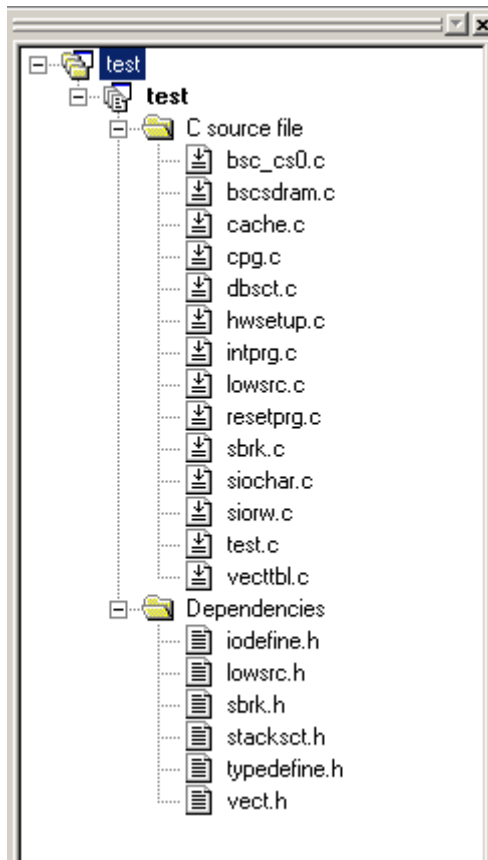 test
test
C source file
bsc_cs0.c
bscsdram.c
cache.c
cpg.c
dbsct.c
hwsetup.c
intprg.c
lowsrc.c
resetprg.c
sbrk.c
siochar.c
siorw.c
test.c
vecttbl.c
Dependencies
iodefine.h
lowsrc.h
sbrk.h
stacksct.h
typedefine.h
vect.h